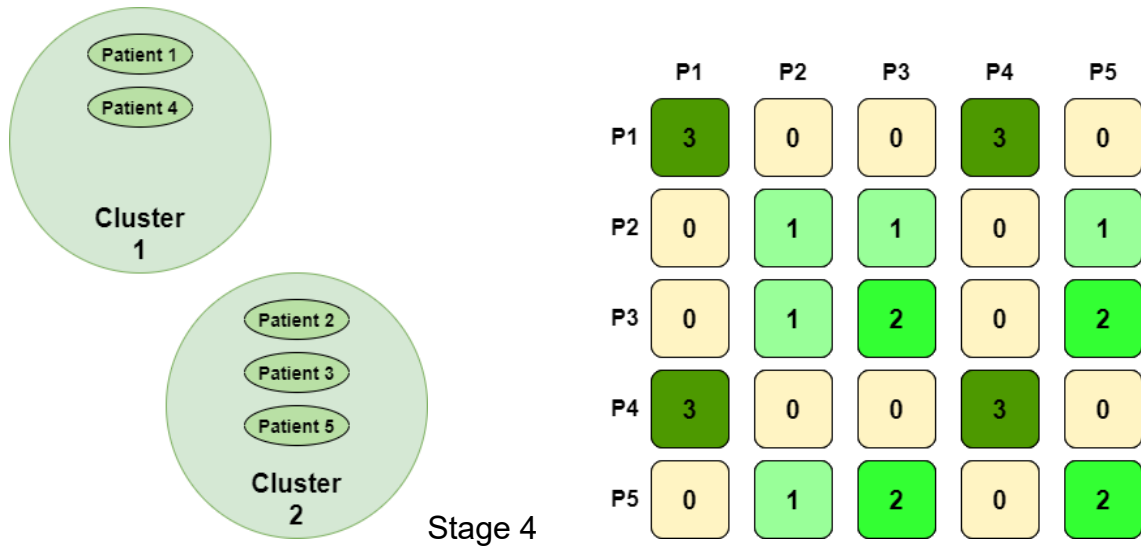 Patient 1
Patient 4
Cluster
1
Patient 2
Patient 3
Patient 5
Cluster
2
Stage 4
P1 P2 P3 P4 P5
P1 3 0 0 3 0
P2 0 1 1 0 1
P3 0 1 2 0 2
P4 3 0 0 3 0
P5 0 1 2 0 2